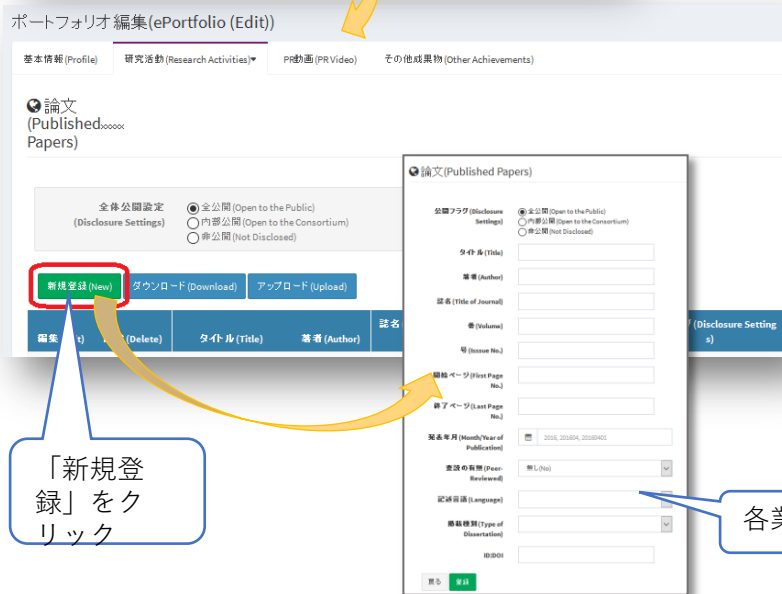 ポートフォリオ編集(ePortfolio (Edit))
基本情報(Profile) 研究活動(Research Activities)▾ PR動画(PR Video) その他成果物(Other Achievements)
論文
(Published
Papers)
全体公開設定
(Disclosure Settings)
全公開(Open to the Public)
内部公開(Open to the Consortium)
非公開(Not Disclosed)
新規登録(New) ダウンロード(Download) アップロード(Upload)
編集 (Delete) タイトル(Title) 著者(Author) 誌名 (Disclosure Setting
s)
「新規登
録」をク
リック
論文(Published Papers)
公開フラグ(Disclosure
Settings)
全公開(Open to the Public)
内部公開(Open to the Consortium)
非公開(Not Disclosed)
タイトル(Title)
著者(Author)
誌名(Title of Journal)
巻(Volume)
号(Isssue No.)
開始ページ(First Page
No.)
終了ページ(Last Page
No.)
発表年月(Month/Year of
Publication)
2016, 201604, 20160401
査読の有無(Peer-
Reviewed)
無し(No)
記述言語(Language)
掲載種別(Type of
Dissertation)
ID:DOI
戻る 登録
各業